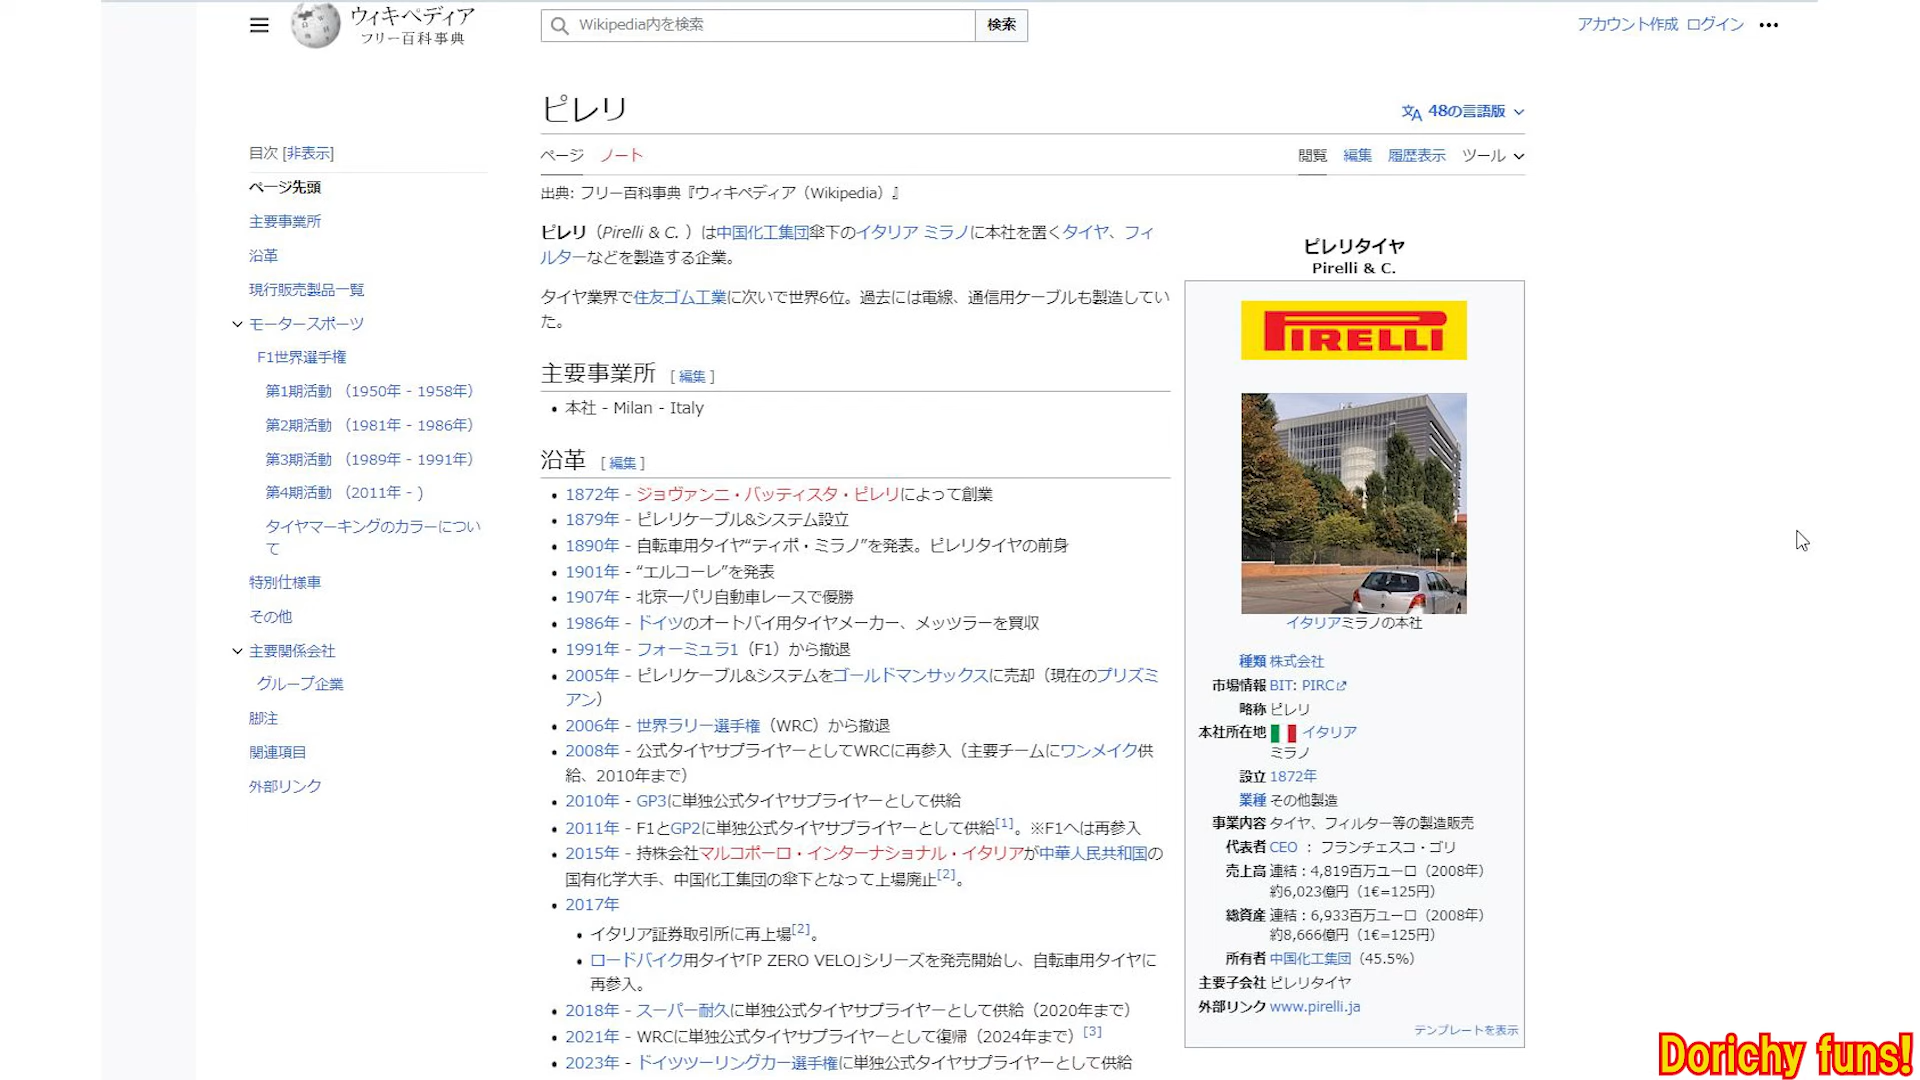 ウィキペディア
フリー百科事典
Wikipedia内を検索
検索
アカウント作成 ログイン •••
ピレリ
48の言語版
目次 [非表示]
ページ先頭
主要事業所
沿革
現行販売製品一覧
モータースポーツ
F1世界選手権
第1期活動 （1950年 - 1958年）
第2期活動 （1981年 - 1986年）
第3期活動 （1989年 - 1991年）
第4期活動 （2011年 - ）
タイヤマーキングのカラーについ
て
特別仕様車
その他
主要関係会社
グループ企業
脚注
関連項目
外部リンク
ページ ノート
閲覧 編集 履歴表示 ツール
出典: フリー百科事典『ウィキペディア（Wikipedia）』
ピレリ（Pirelli & C. ）は中国化工集団傘下のイタリア ミラノに本社を置くタイヤ、フィ
ルターなどを製造する企業。
タイヤ業界で住友ゴム工業に次いで世界6位。過去には電線、通信用ケーブルも製造してい
た。
主要事業所 [ 編集 ]
• 本社 - Milan - Italy
沿革 [ 編集 ]
• 1872年 - ジョヴァンニ・バッティスタ・ピレリによって創業
• 1879年 - ピレリケーブル&システム設立
• 1890年 - 自転車用タイヤ“ティポ・ミラノ”を発表。ピレリタイヤの前身
• 1901年 - “エルコーレ”を発表
• 1907年 - 北京―パリ自動車レースで優勝
• 1986年 - ドイツのオートバイ用タイヤメーカー、メッツラーを買収
• 1991年 - フォーミュラ1（F1）から撤退
• 2005年 - ピレリケーブル&システムをゴールドマンサックスに売却（現在のプリズミ
アン）
• 2006年 - 世界ラリー選手権（WRC）から撤退
• 2008年 - 公式タイヤサプライヤーとしてWRCに再参入（主要チームにワンメイク供
給、2010年まで）
• 2010年 - GP3に単独公式タイヤサプライヤーとして供給
• 2011年 - F1とGP2に単独公式タイヤサプライヤーとして供給[1]。※F1へは再参入
• 2015年 - 持株会社マルコポーロ・インターナショナル・イタリアが中華人民共和国の
国有化学大手、中国化工集団の傘下となって上場廃止[2]。
• 2017年
• イタリア証券取引所に再上場[2]。
• ロードバイク用タイヤ「P ZERO VELO」シリーズを発売開始し、自転車用タイヤに
再参入。
• 2018年 - スーパー耐久に単独公式タイヤサプライヤーとして供給（2020年まで）
• 2021年 - WRCに単独公式タイヤサプライヤーとして復帰（2024年まで）[3]
• 2023年 - ドイツツーリングカー選手権に単独公式タイヤサプライヤーとして供給
ピレリタイヤ
Pirelli & C.
PIRELLI
イタリアミラノの本社
種類 株式会社
市場情報 BIT: PIRC
略称 ピレリ
本社所在地 イタリア
ミラノ
設立 1872年
業種 その他製造
事業内容 タイヤ、フィルター等の製造販売
代表者 CEO ： フランチェスコ・ゴリ
売上高 連結：4,819百万ユーロ（2008年）
約6,023億円（1€=125円）
総資産 連結：6,933百万ユーロ（2008年）
約8,666億円（1€=125円）
所有者 中国化工集団（45.5%）
主要子会社 ピレリタイヤ
外部リンク www.pirelli.ja
テンプレートを表示
Dorichy funs!